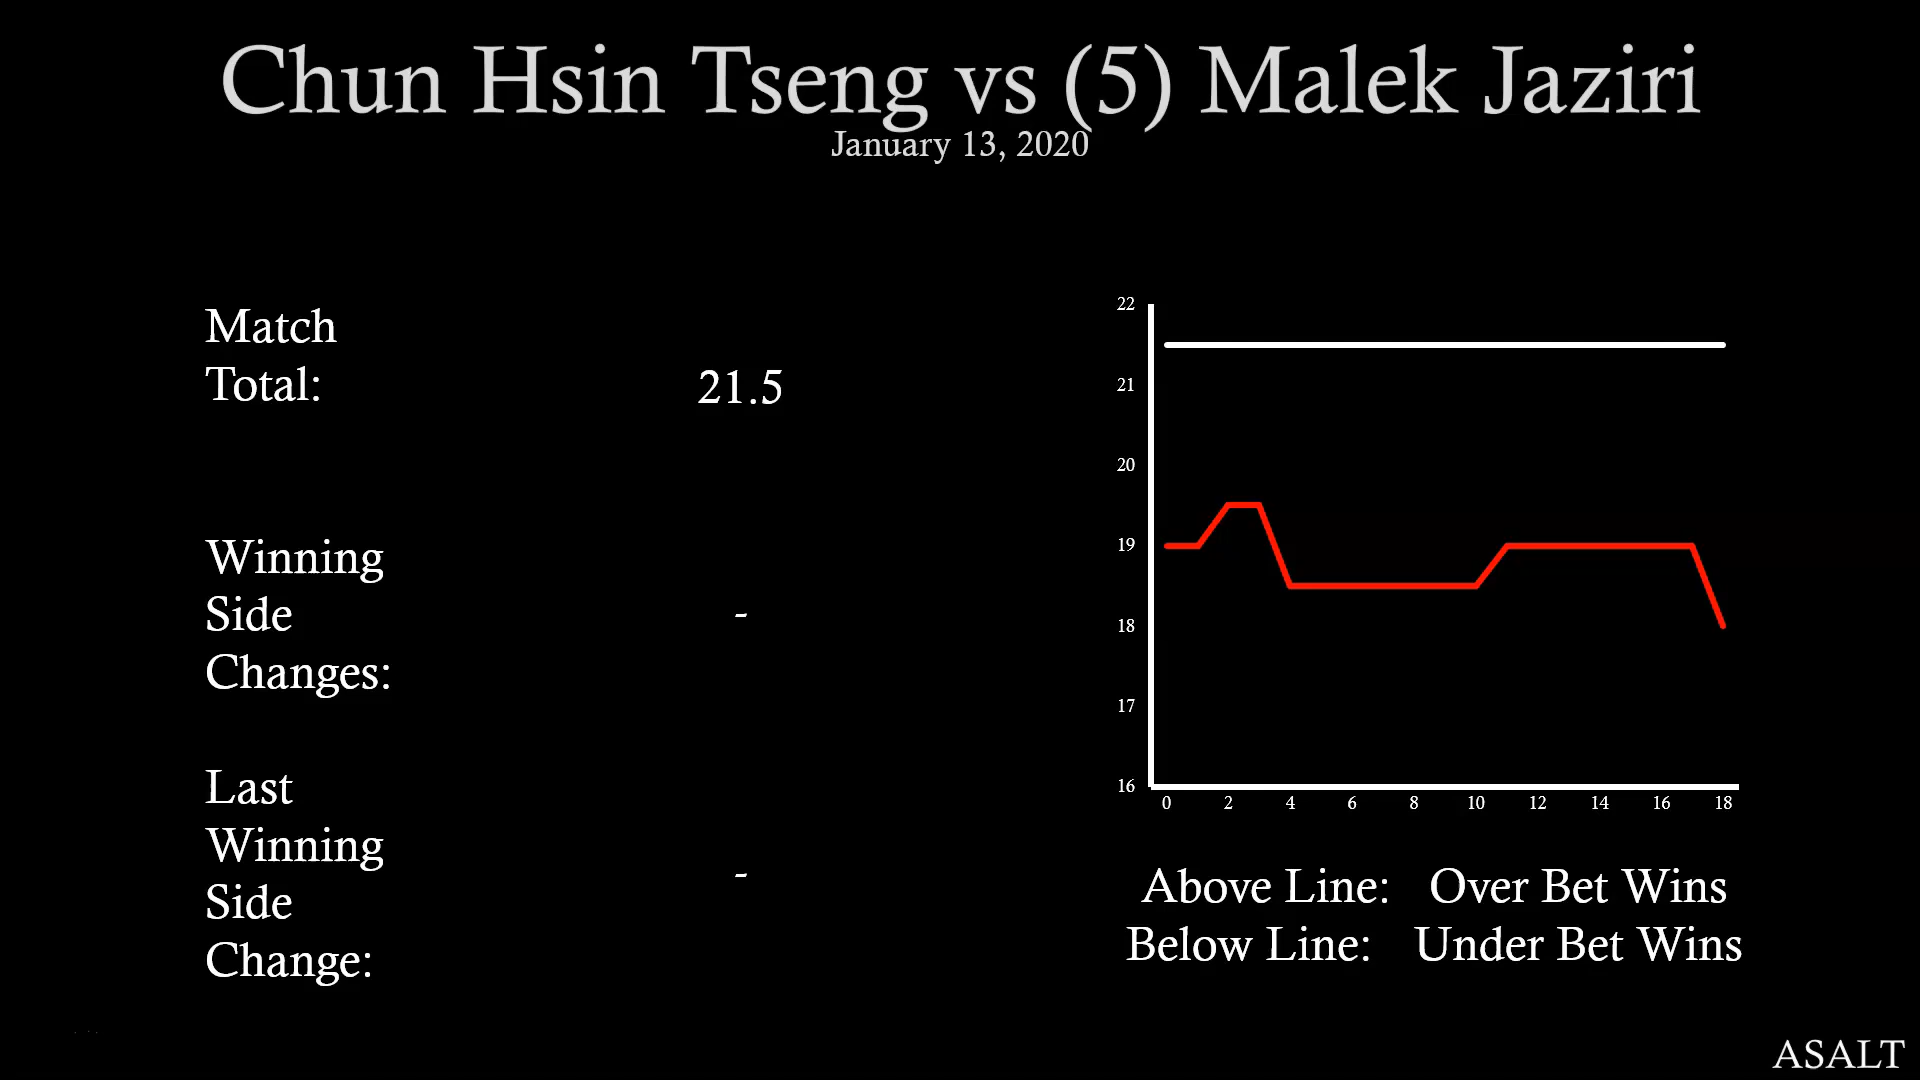 Chun Hsin Tseng vs (5) Malek Jaziri
January 13, 2020
Match
Total:
21.5
Winning
Side
Changes:
-
Last
Winning
Side
Change:
-
22
21
20
19
18
17
16
0 2 4 6 8 10 12 14 16 18
Above Line: Over Bet Wins
Below Line: Under Bet Wins
ASALT